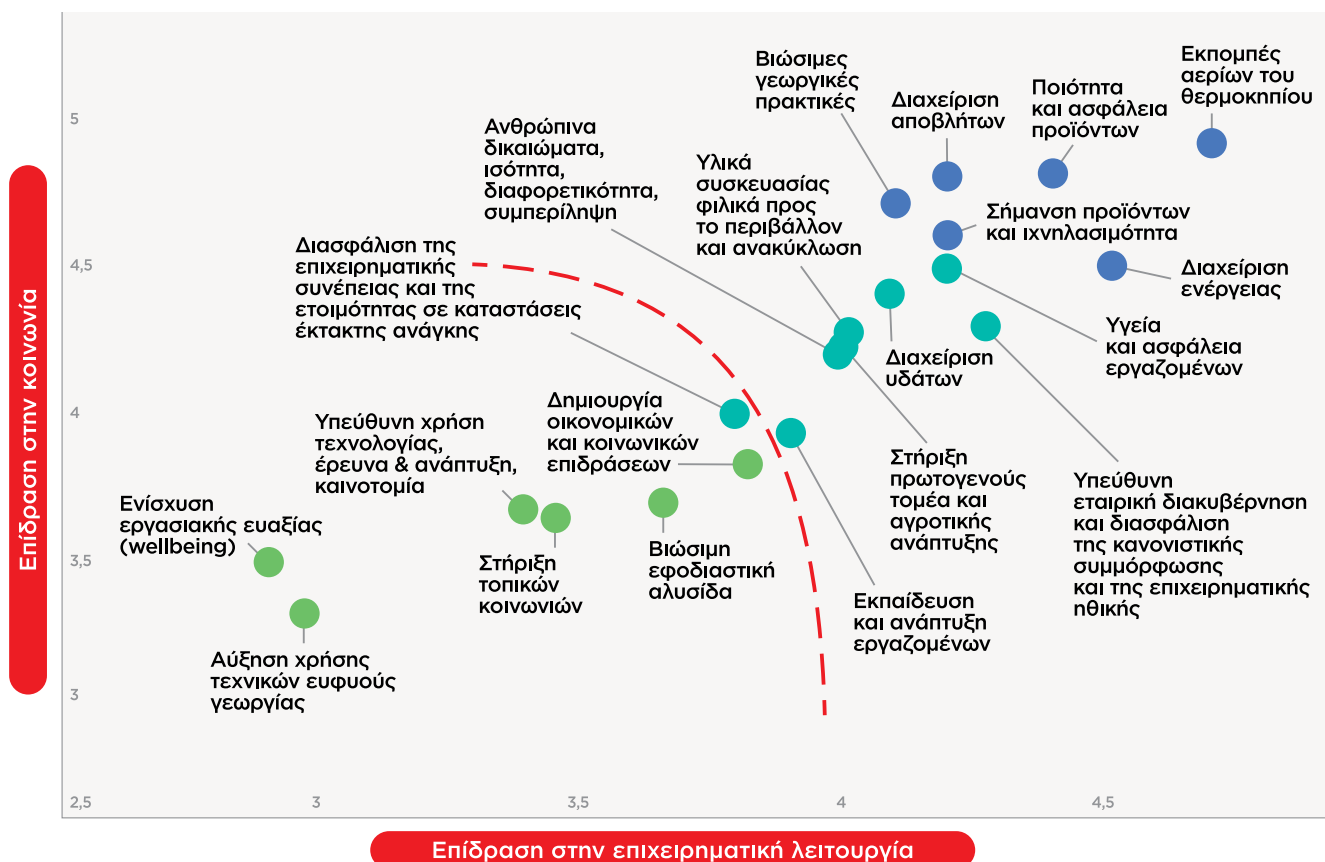 Επίδραση στην κοινωνία
5
4,5
4
3,5
3
2,5
3
3,5
4
4,5
Επίδραση στην επιχειρηματική λειτουργία
Βιώσιμες
γεωργικές
πρακτικές
Διαχείριση
αποβλήτων
Ποιότητα
και ασφάλεια
προϊόντων
Εκπομπές
αερίων του
θερμοκηπίου
Ανθρώπινα
δικαιώματα,
ισότητα,
διαφορετικότητα,
συμπερίληψη
Υλικά
συσκευασίας
φιλικά προς
το περιβάλλον
και ανακύκλωση
Σήμανση προϊόντων
και ιχνηλασιμότητα
Διασφάλιση της
επιχειρηματικής
συνέπειας και της
ετοιμότητας σε καταστάσεις
έκτακτης ανάγκης
Διαχείριση
ενέργειας
Υγεία
και ασφάλεια
εργαζομένων
Διαχείριση
υδάτων
Υπεύθυνη χρήση
τεχνολογίας,
έρευνα & ανάπτυξη,
καινοτομία
Δημιουργία
οικονομικών
και κοινωνικών
επιδράσεων
Στήριξη
πρωτογενούς
τομέα και
αγροτικής
ανάπτυξης
Υπεύθυνη
εταιρική διακυβέρνηση
και διασφάλιση
της κανονιστικής
συμμόρφωσης
και της επιχειρηματικής
ηθικής
Ενίσχυση
εργασιακής ευαξίας
(wellbeing)
Στήριξη
τοπικών
κοινωνιών
Βιώσιμη
εφοδιαστική
αλυσίδα
Εκπαίδευση
και ανάπτυξη
εργαζομένων
Αύξηση χρήσης
τεχνικών ευφυούς
γεωργίας